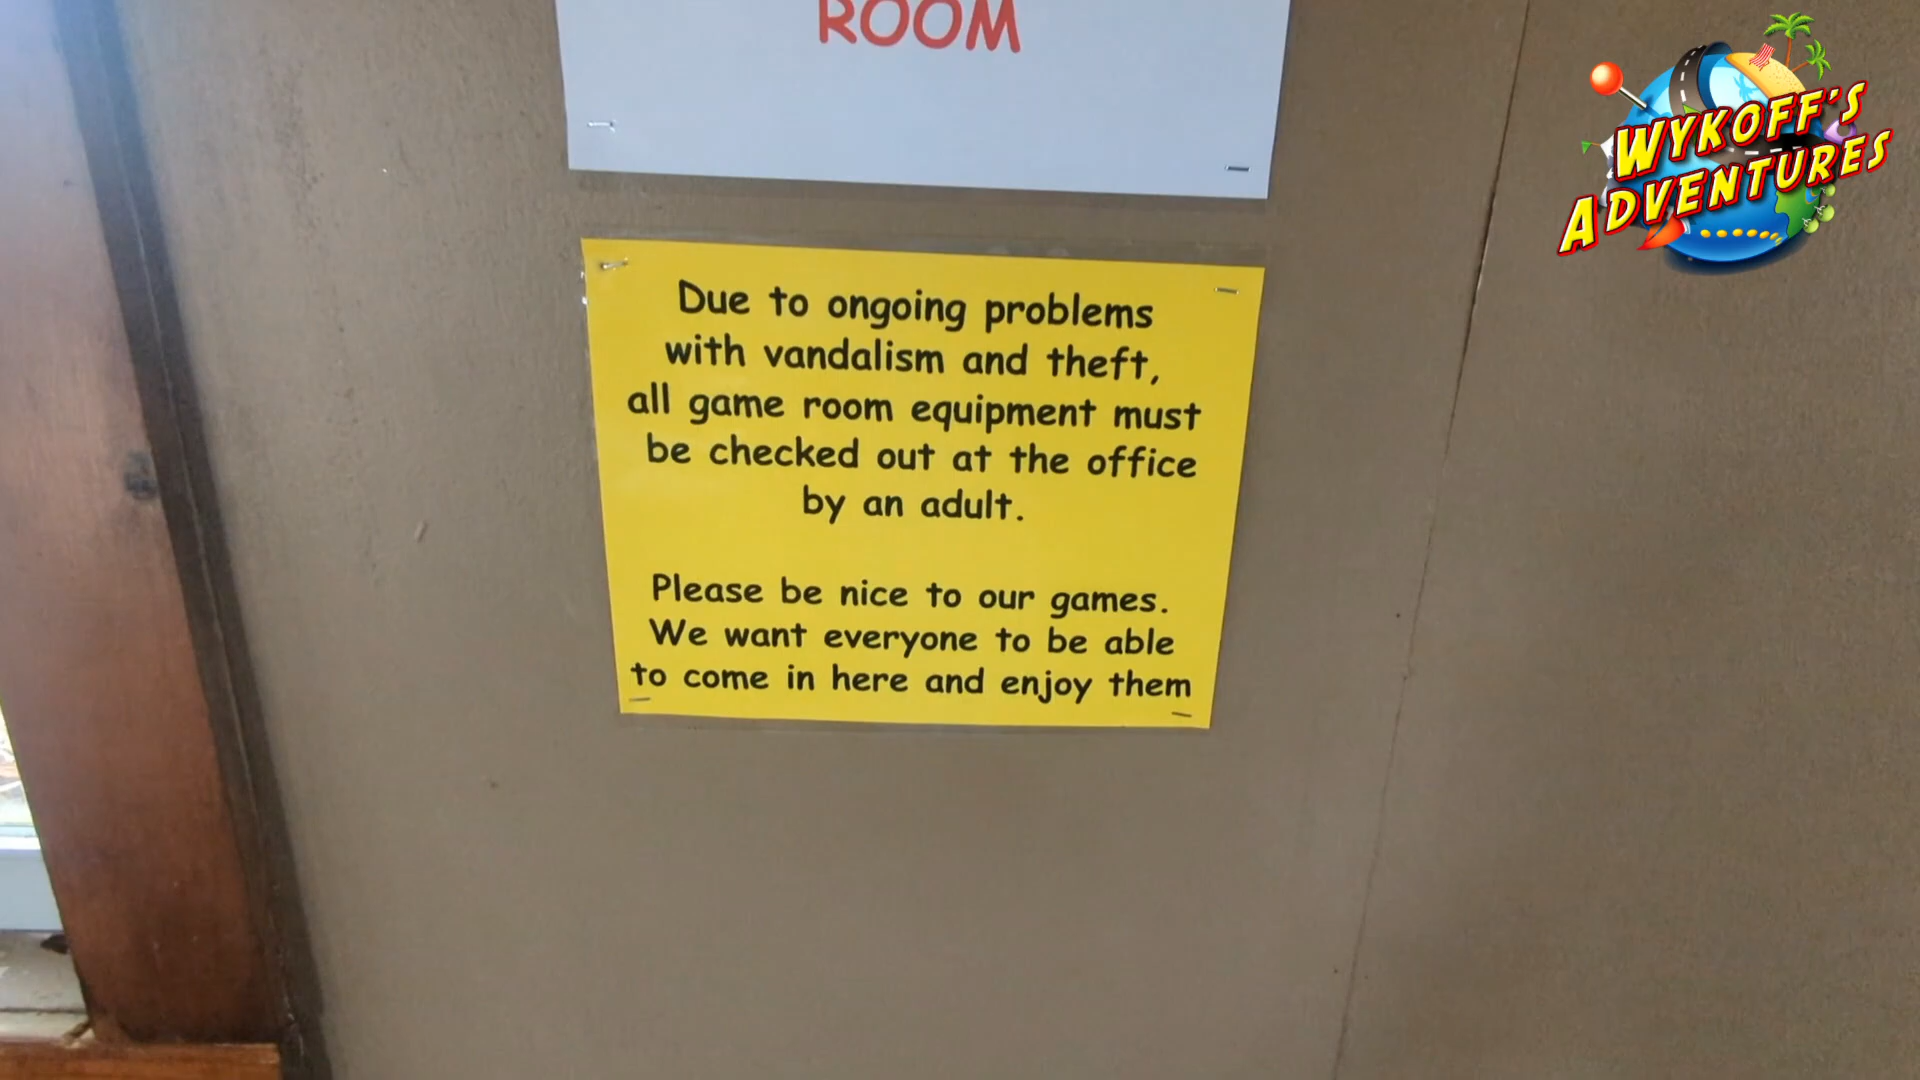 ROOM
WYKOFF'S
ADVENTURES
Due to ongoing problems
with vandalism and theft,
all game room equipment must
be checked out at the office
by an adult.
Please be nice to our games.
We want everyone to be able
to come in here and enjoy them